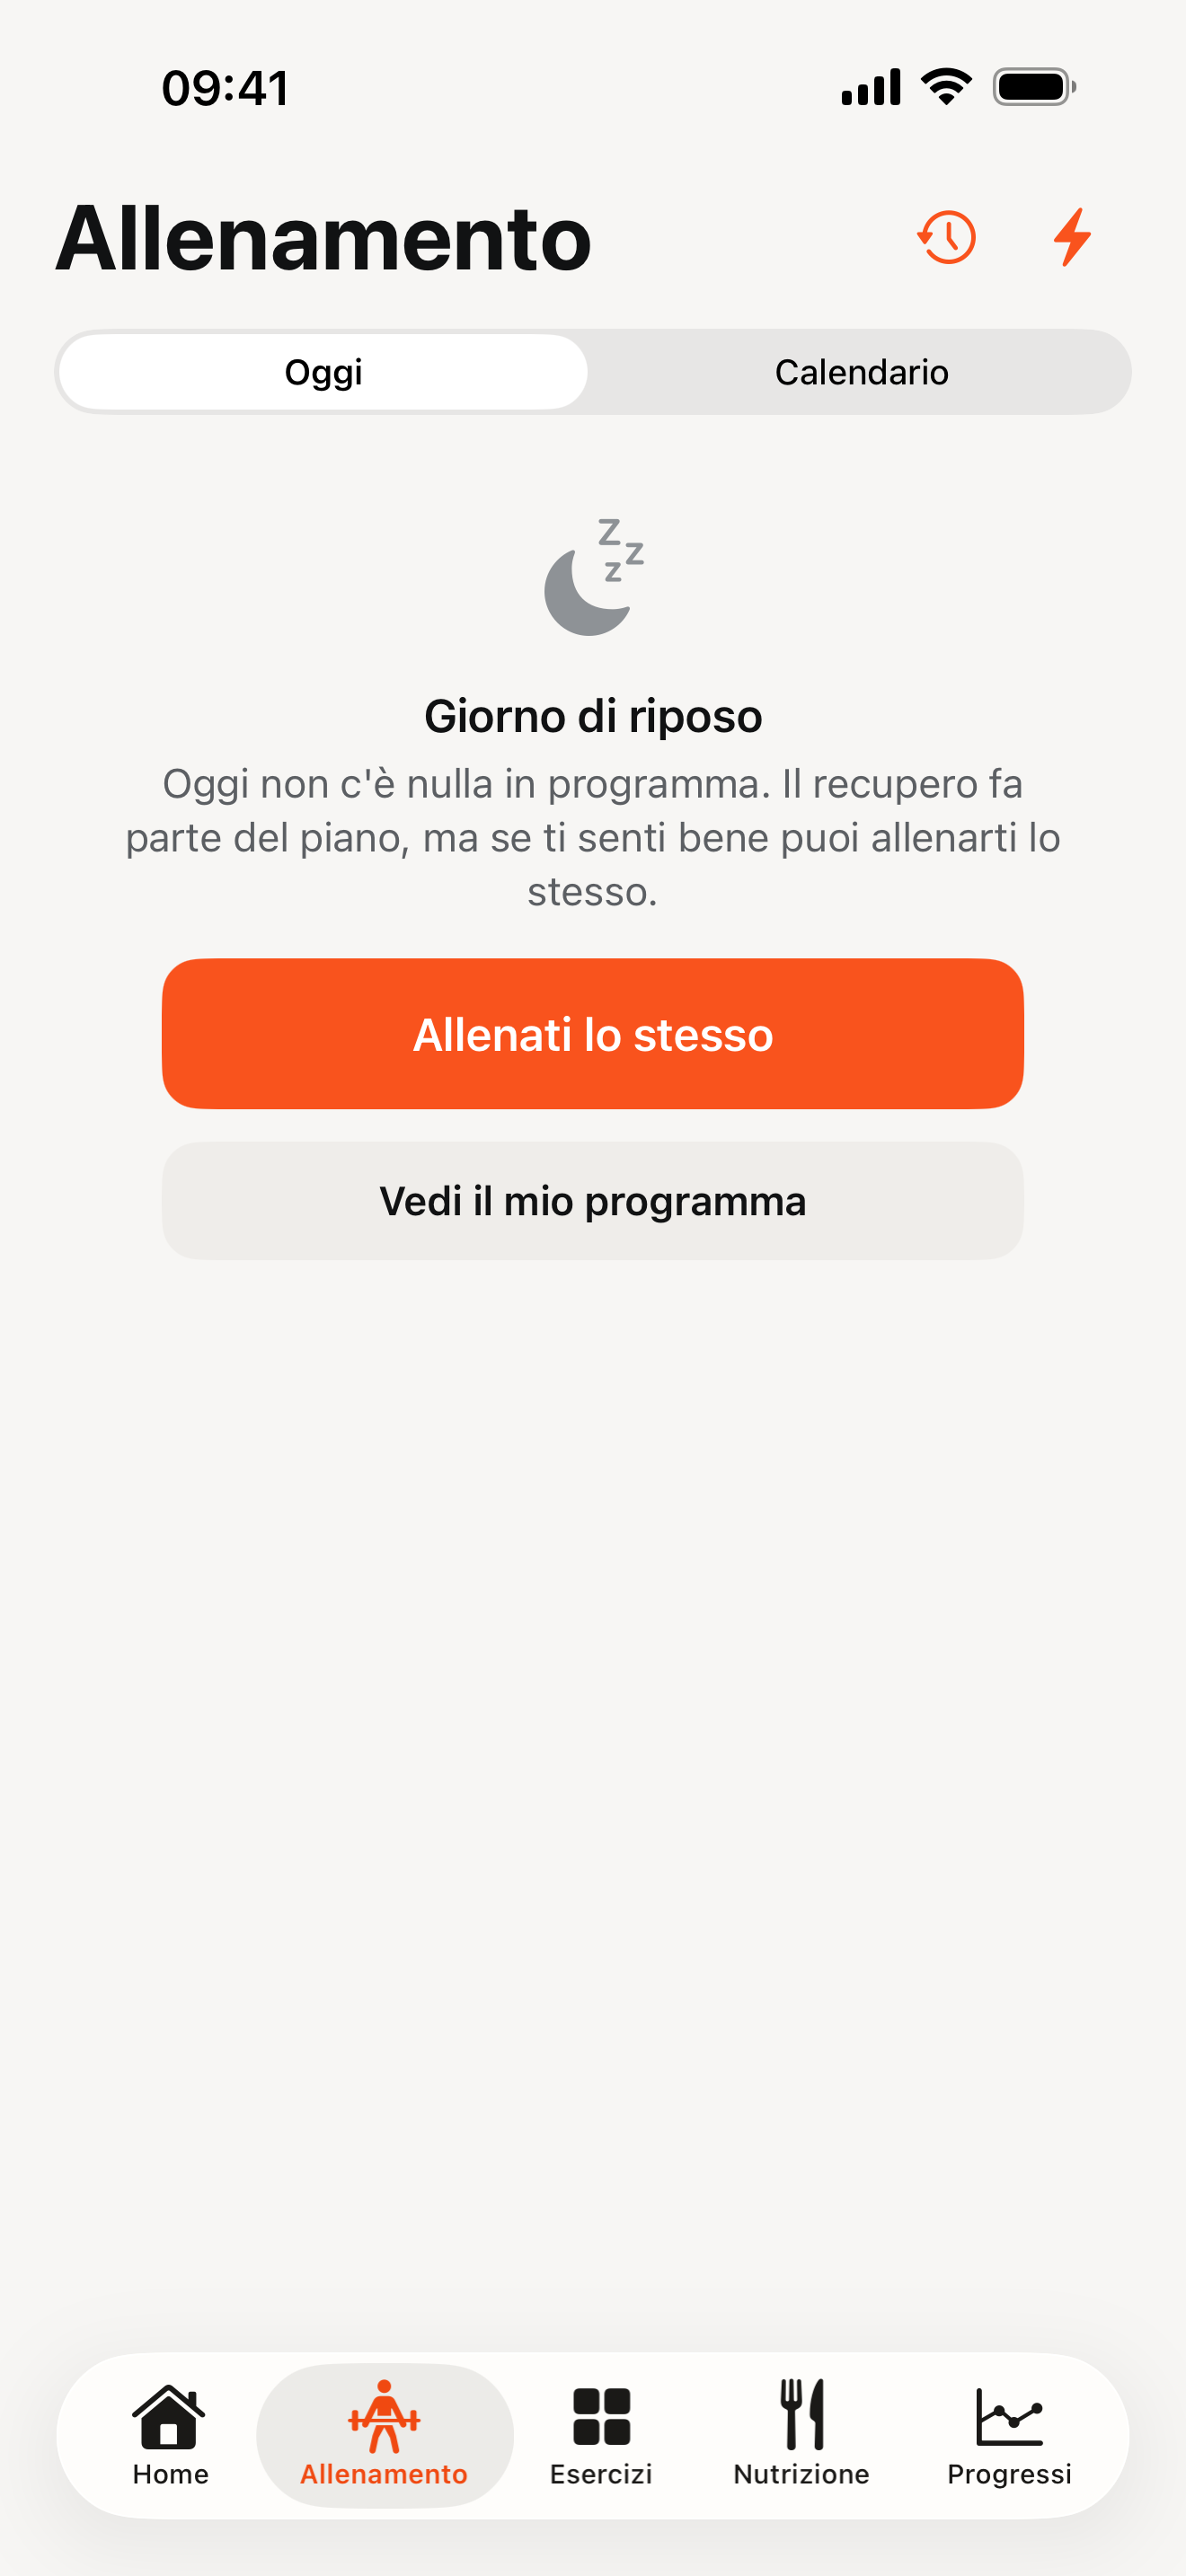 09:41
Allenamento
Oggi
Calendario
z z z
Giorno di riposo
Oggi non c'è nulla in programma. Il recupero fa
parte del piano, ma se ti senti bene puoi allenarti lo
stesso.
Allenati lo stesso
Vedi il mio programma
Home
Allenamento
Esercizi
Nutrizione
Progressi